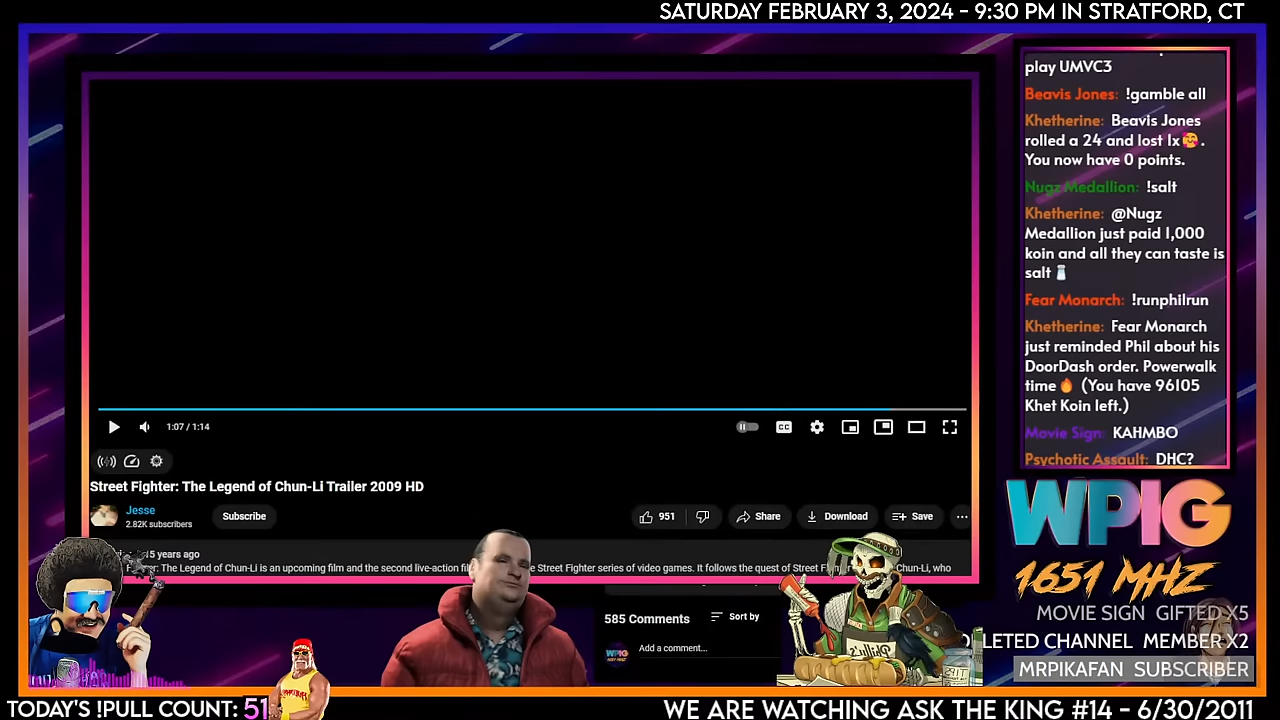 SATURDAY FEBRUARY 3, 2024 - 9:30 PM IN STRATFORD, CT
play UMVC3
Beavis Jones: !gamble all
Khetherine: Beavis Jones
rolled a 24 and lost 1x🥰.
You now have 0 points.
Nugz Medallion: !salt
Khetherine: @Nugz
Medallion just paid 1,000
koin and all they can taste is
salt🧂
Fear Monarch: !runphilrun
Khetherine: Fear Monarch
just reminded Phil about his
DoorDash order. Powerwalk
time🔥 (You have 96105
Khet Koin left.)
Movie Sign: KAHMBO
Psychotic Assault: DHC?
1:07 / 1:14
CC
Street Fighter: The Legend of Chun-Li Trailer 2009 HD
Jesse
2.82K subscribers
Subscribe
951
Share
Download
Save
15 years ago
The Legend of Chun-Li is an upcoming film and the second live-action
Street Fighter series of video games. It follows the quest of Street
Chun-Li, who
585 Comments
Sort by
Add a comment...
WPIG
1651 MHZ
WPIG
1651 MHZ
MOVIE SIGN GIFTED X5
LETED CHANNEL MEMBER X2
MRPIKAFAN SUBSCRIBER
TODAY'S !PULL COUNT: 51
WE ARE WATCHING ASK THE KING #14 - 6/30/2011